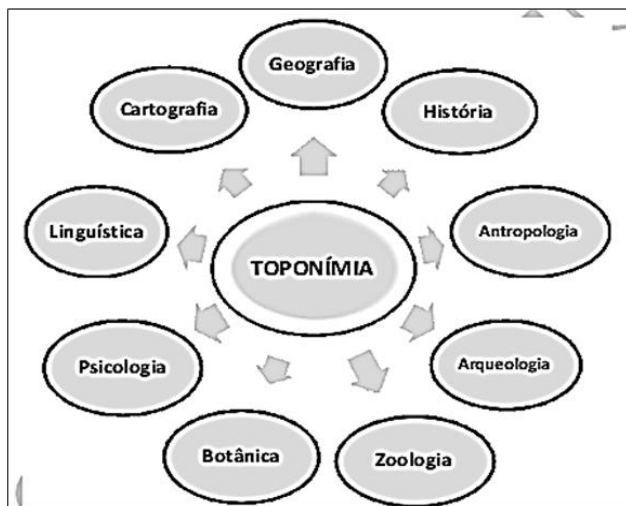 Geografia
Cartografia
História
Linguística
Antropologia
TOPONÍMIA
Psicologia
Arqueologia
Botânica
Zoologia